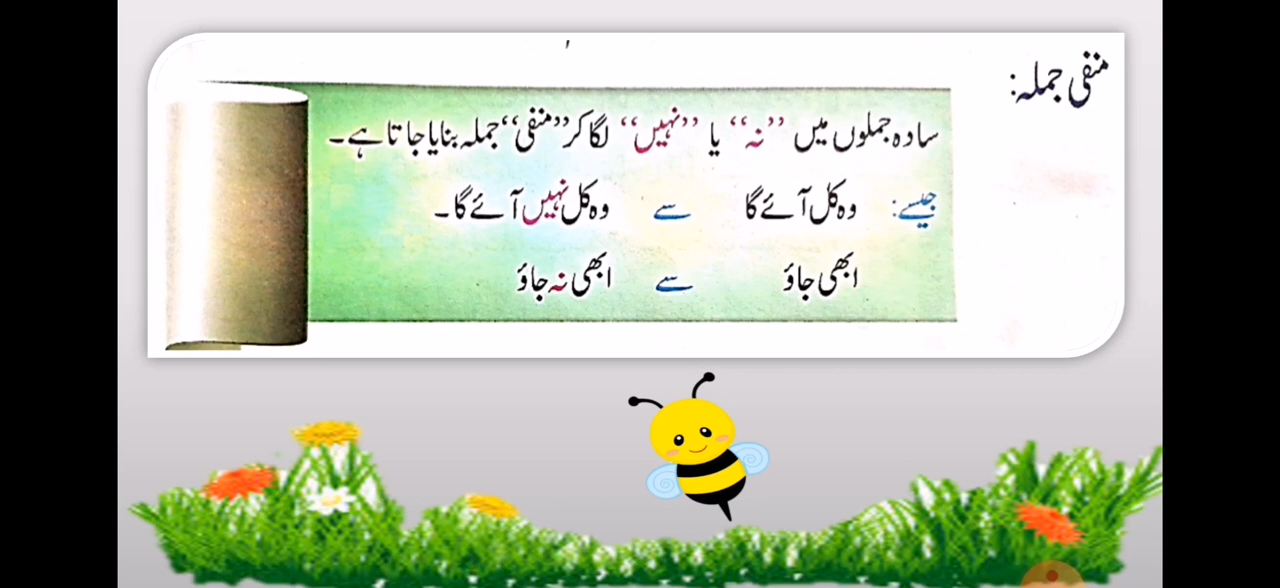 منفی جملہ:
سادہ جملوں میں ”نہ“ یا ”نہیں“ لگا کر ”منفی“ جملہ بنایا جاتا ہے۔
جیسے: وہ کل آئے گا سے وہ کل نہیں آئے گا۔
ابھی جاؤ سے ابھی نہ جاؤ